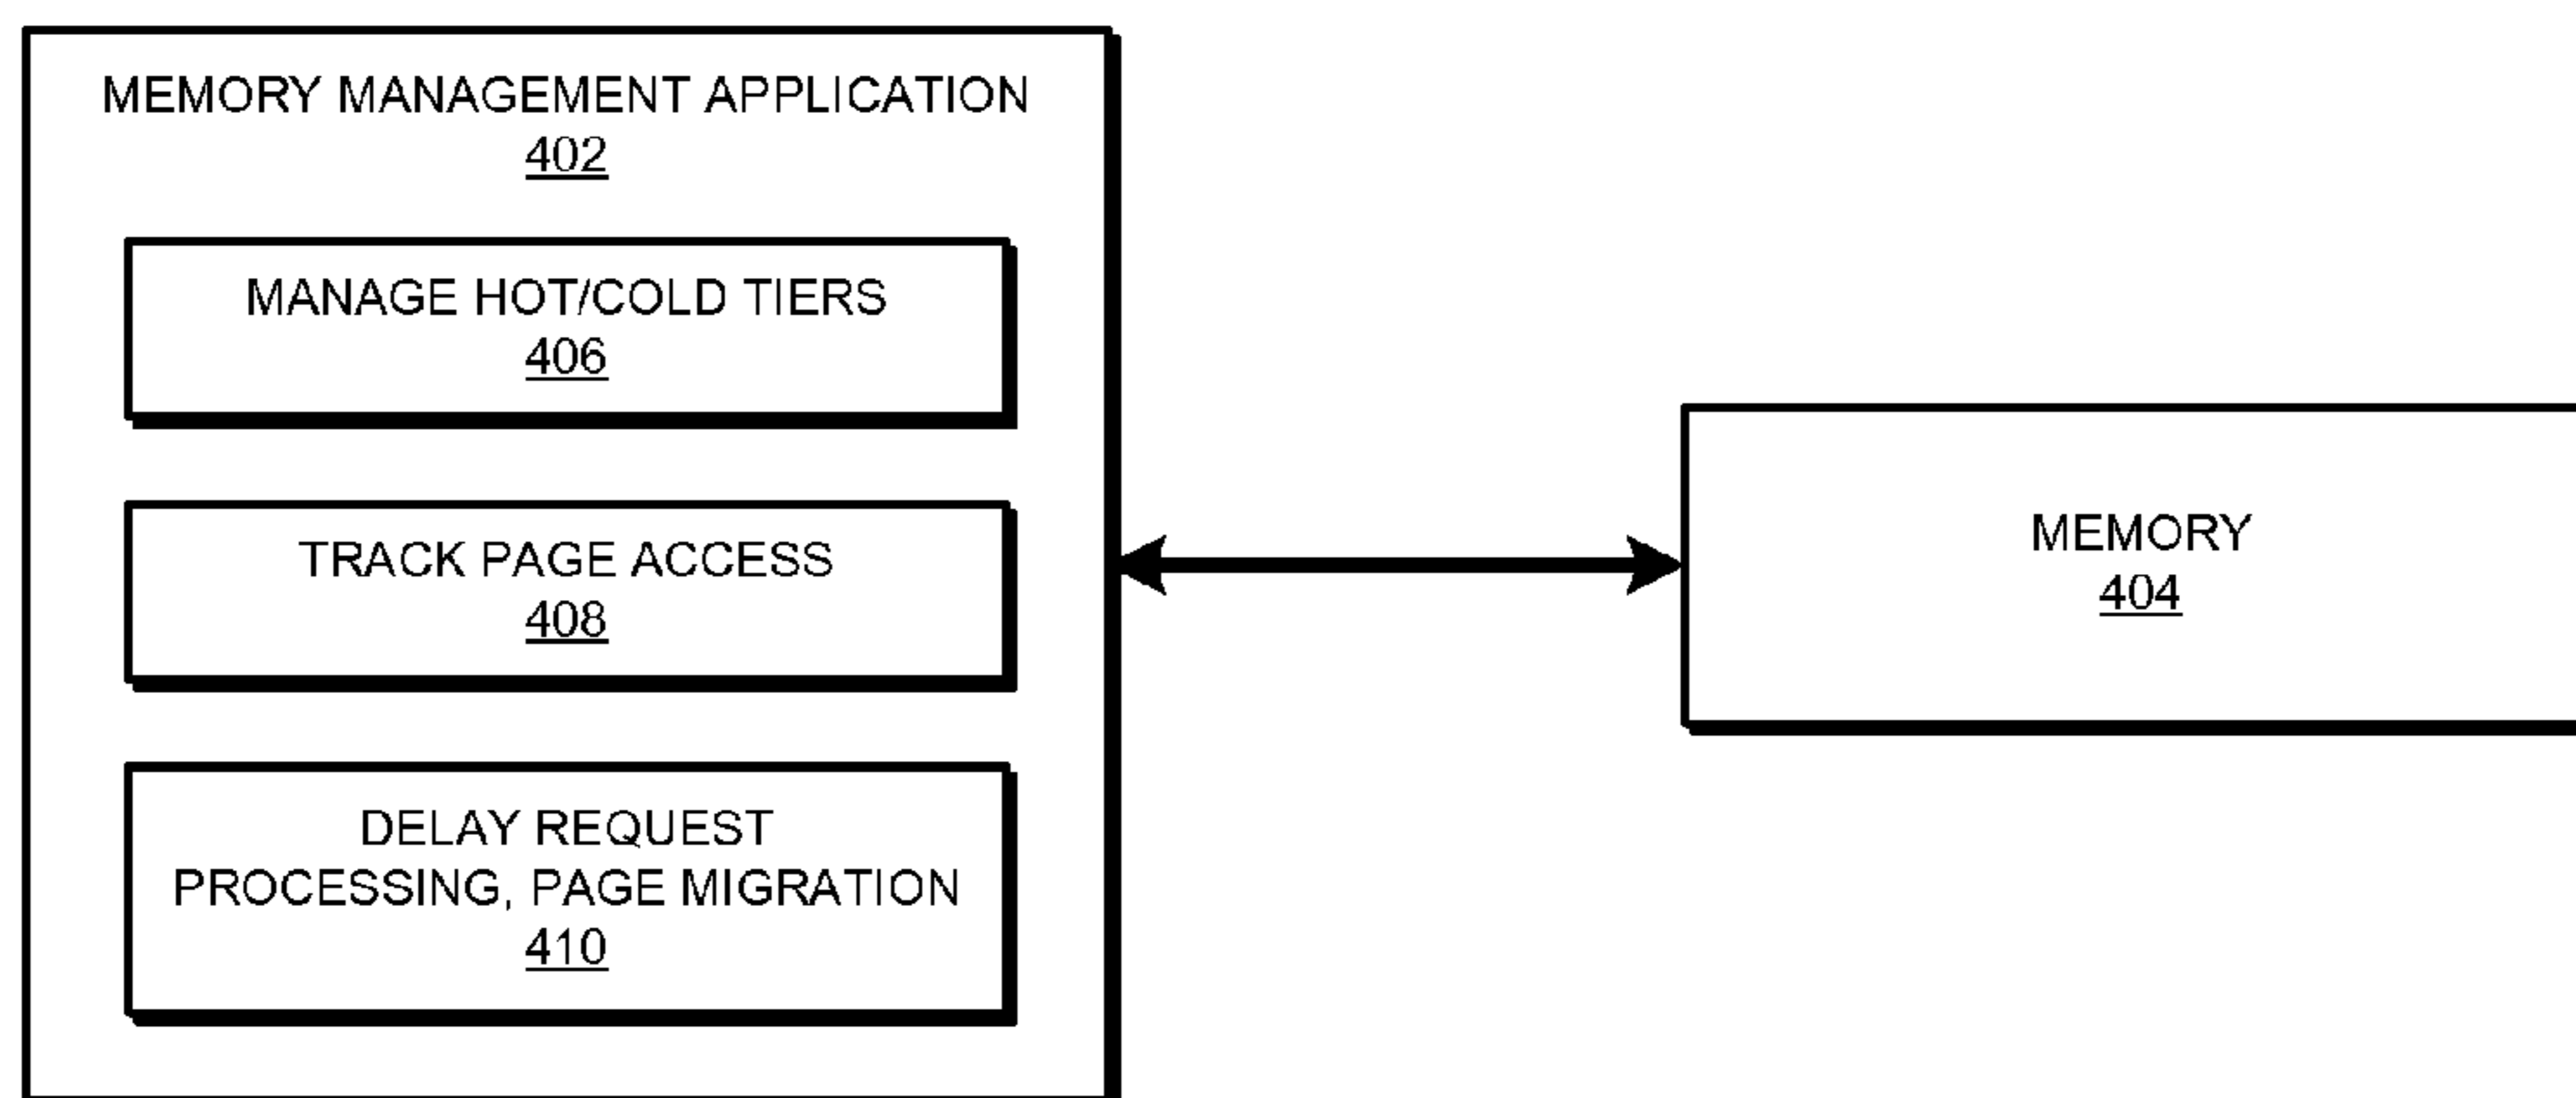 MEMORY MANAGEMENT APPLICATION
402
MANAGE HOT/COLD TIERS
406
TRACK PAGE ACCESS
408
DELAY REQUEST
PROCESSING, PAGE MIGRATION
410
MEMORY
404